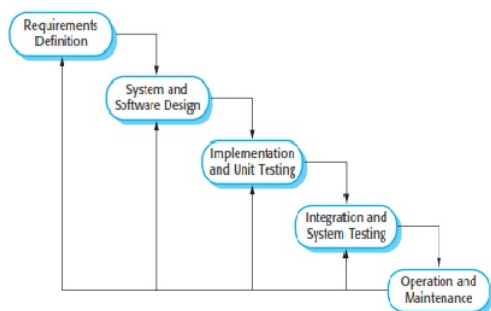 Requirements
Definition
System and
Software Design
Implementation
and Unit Testing
Integration and
System Testing
Operation and
Maintenance